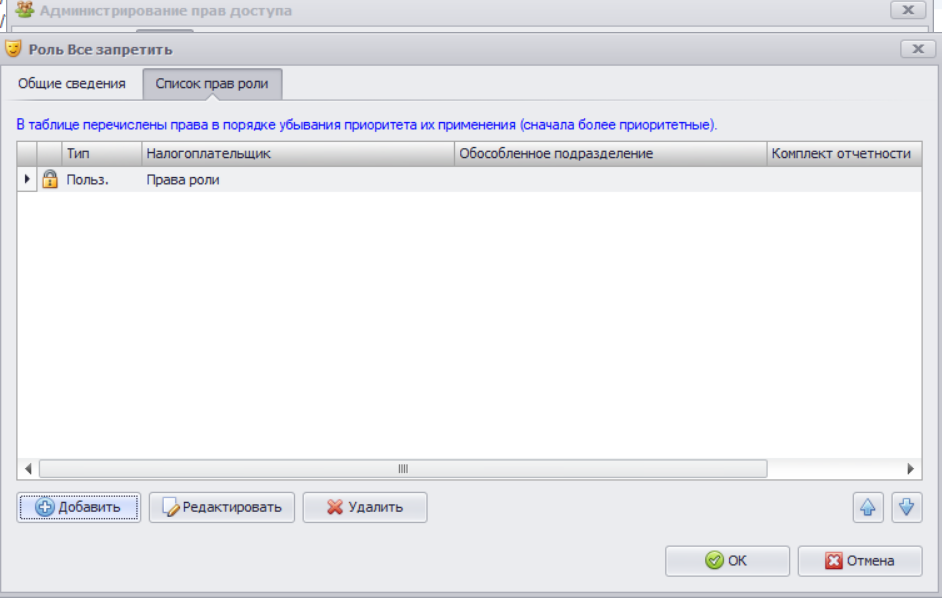 Администрирование прав доступа
Роль Все запретить
Общие сведения Список прав роли
В таблице перечислены права в порядке убывания приоритета их применения (сначала более приоритетные).
Тип Налогоплательщик Обособленное подразделение Комплект отчетности
Польз. Права роли
Добавить Редактировать Удалить
ОК Отмена